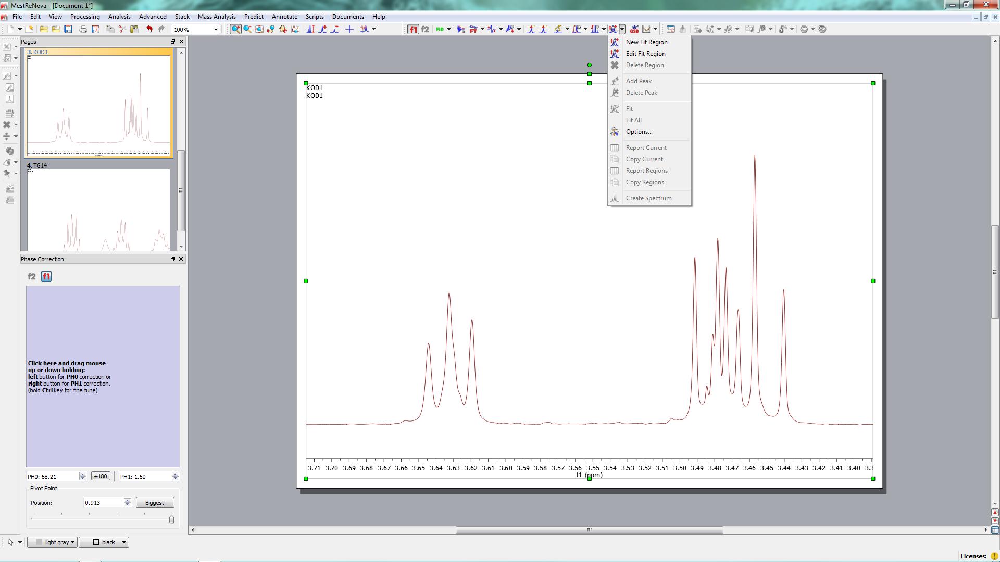 MestReNova - [Document 1*]
File Edit View Processing Analysis Advanced Stack Mass Analysis Predict Annotate Scripts Documents Help
100%
f1 f2 FID FT GSD
Pages
3. KOD1
4. TG14
New Fit Region
Edit Fit Region
Delete Region
Add Peak
Delete Peak
Fit
Fit All
Options...
Report Current
Copy Current
Report Regions
Copy Regions
Create Spectrum
KOD1
KOD1
3.71 3.70 3.69 3.68 3.67 3.66 3.65 3.64 3.63 3.62 3.61 3.60 3.59 3.58 3.57 3.56 3.55 3.54 3.53 3.52 3.51 3.50 3.49 3.48 3.47 3.46 3.45 3.44 3.43 3.42 3.41 3.40 3.3
f1 (ppm)
Phase Correction
f2 f1
Click here and drag mouse
up or down holding:
left button for PH0 correction or
right button for PH1 correction.
(hold Ctrl key for fine tune)
PH0: 68.21 +180 PH1: 1.60
Pivot Point
Position: 0.913 Biggest
light gray black
Licenses: